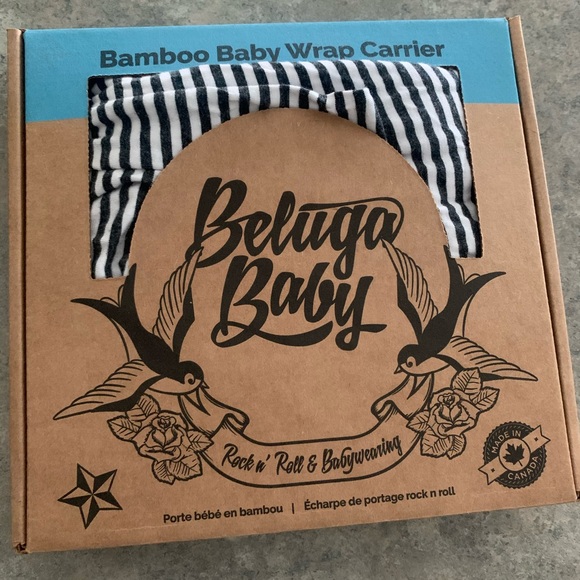 Bamboo Baby Wrap Carrier
Beluga
Baby
Rock n' Roll & Babywearing
MADE IN
CANADA
Porte bébé en bambou | Écharpe de portage rock n roll